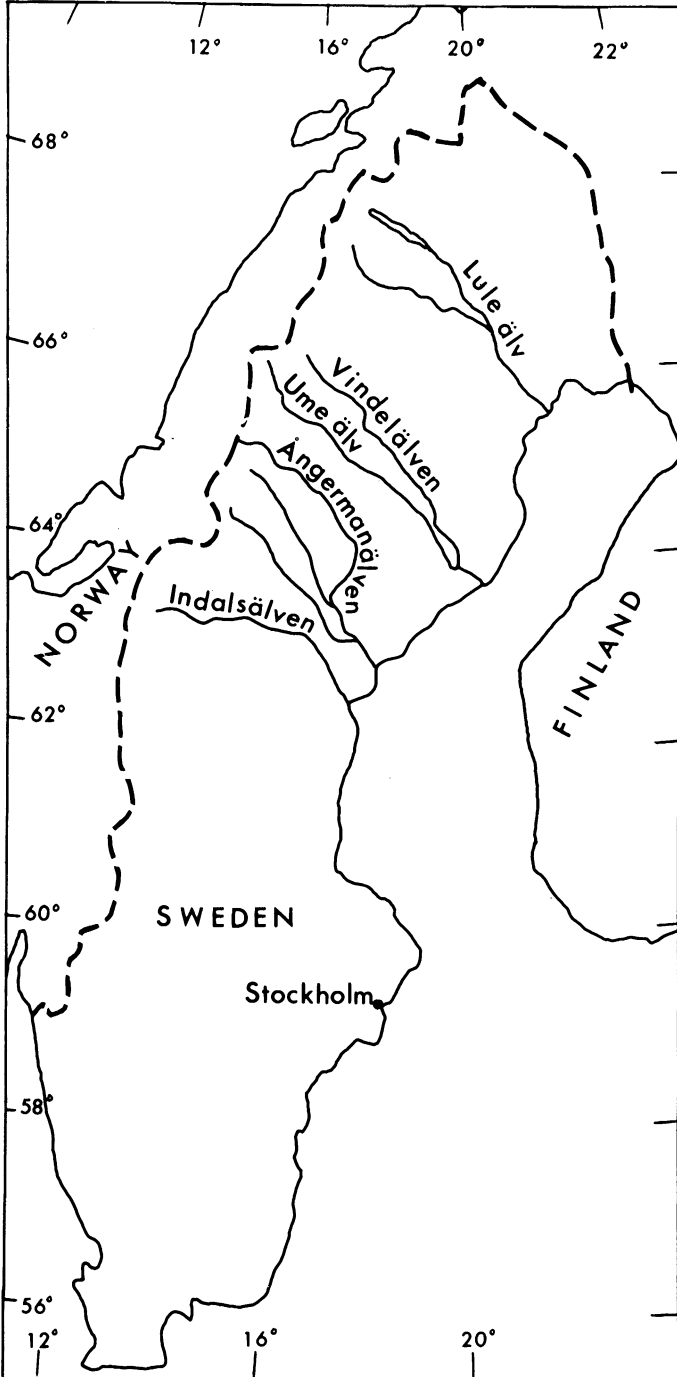 12° 16° 20° 22°
68°
Lule älv
66°
Vindelälven
Ume älv
Ångermanälven
64°
NORWAY
Indalsälven
FINLAND
62°
60°
SWEDEN
Stockholm
58°
56°
12° 16° 20°